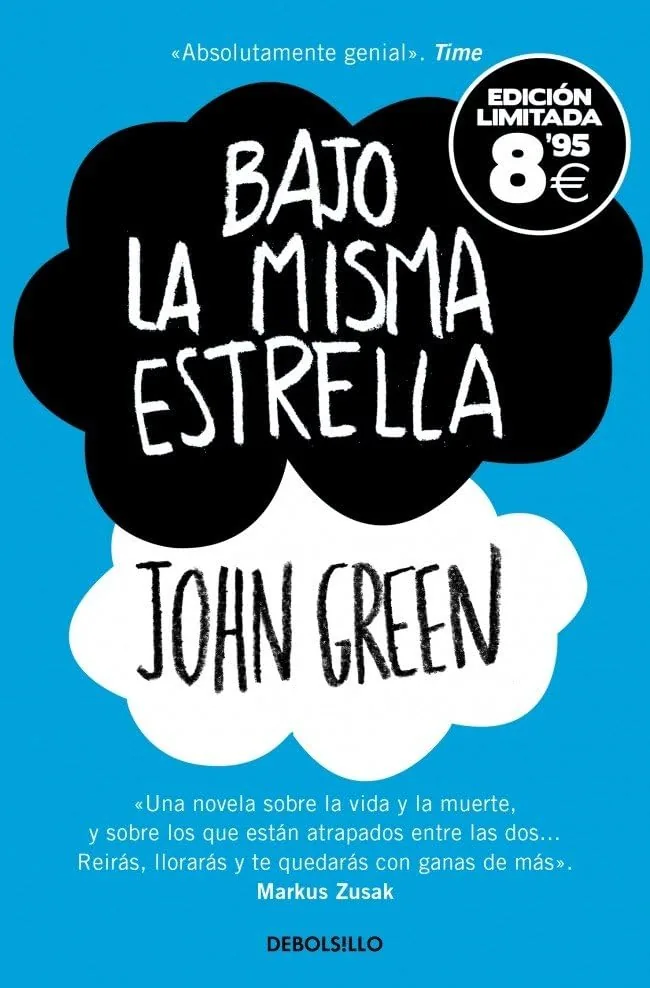 «Absolutamente genial». Time
EDICIÓN
LIMITADA
8'95€
BAJO
LA MISMA
ESTRELLA
JOHN GREEN
«Una novela sobre la vida y la muerte,
y sobre los que están atrapados entre las dos...
Reirás, llorarás y te quedarás con ganas de más».
Markus Zusak
DEBOLS!LLO